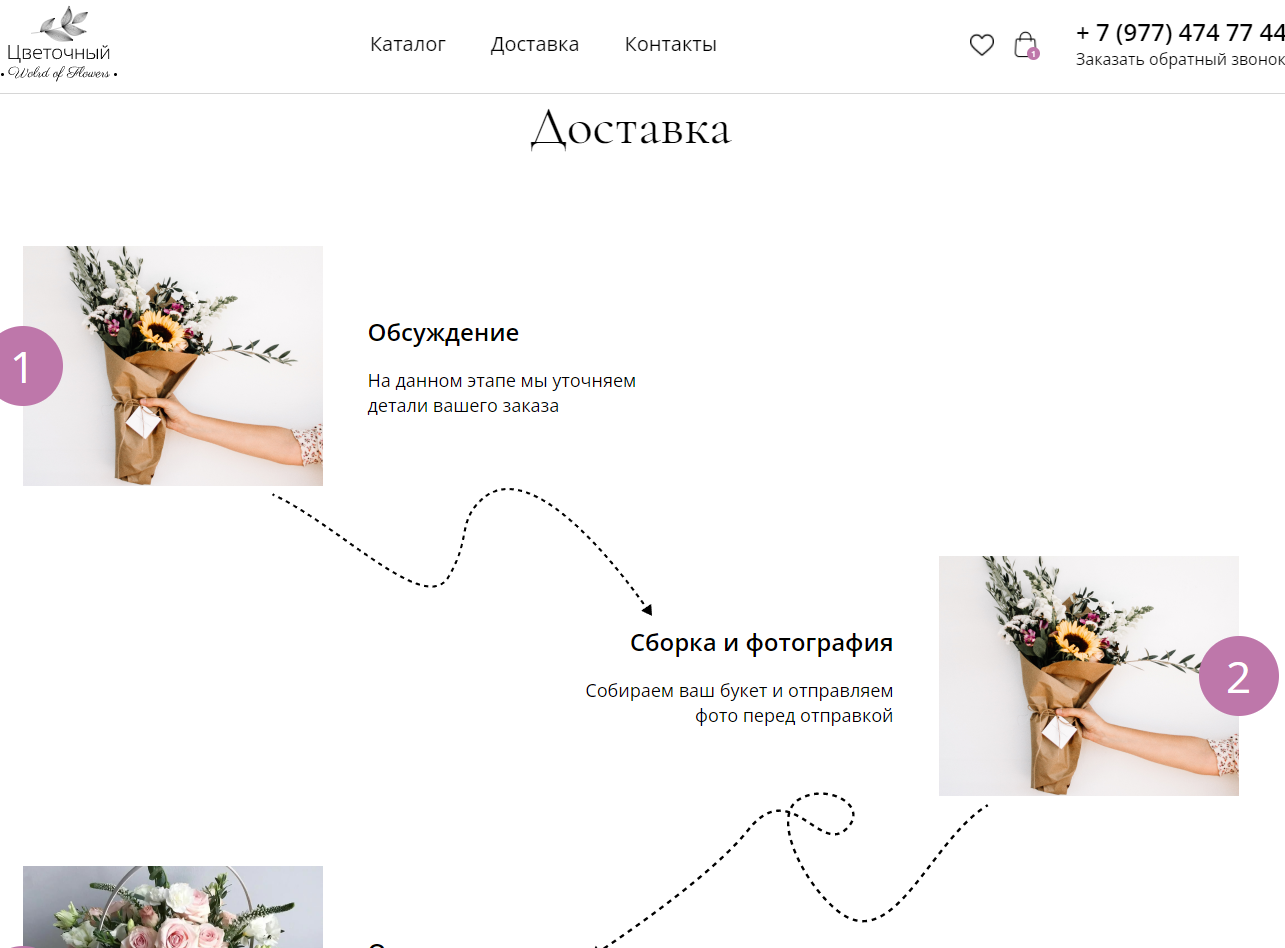 Цветочный
• Wolrd of Flowers •
Каталог
Доставка
Контакты
1
+ 7 (977) 474 77 44
Заказать обратный звонок
Доставка
1
Обсуждение
На данном этапе мы уточняем
детали вашего заказа
Сборка и фотография
Собираем ваш букет и отправляем
фото перед отправкой
2